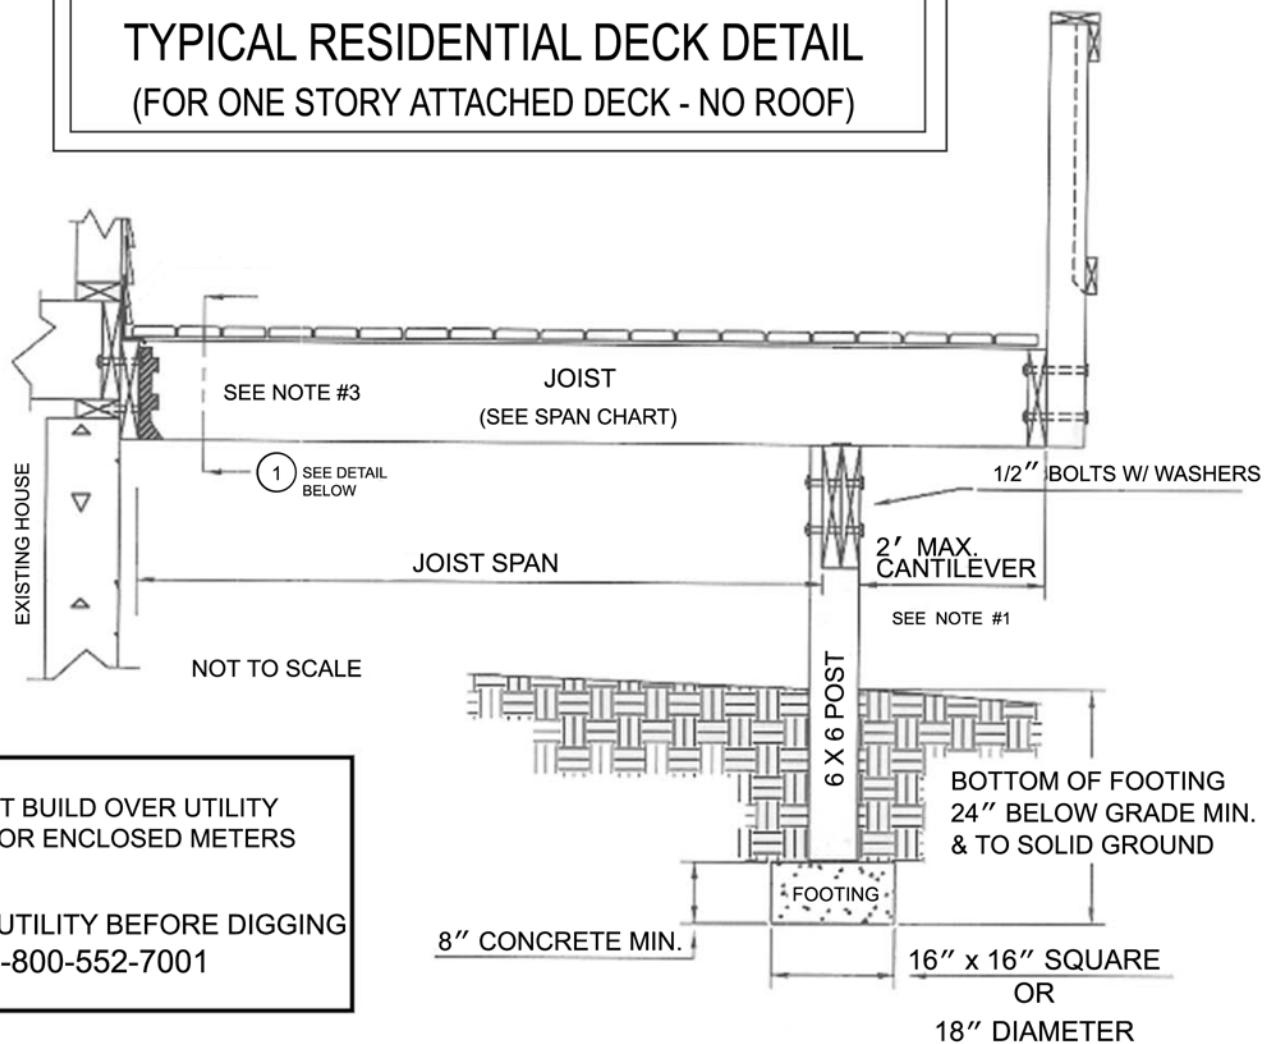 TYPICAL RESIDENTIAL DECK DETAIL
(FOR ONE STORY ATTACHED DECK - NO ROOF)
SEE NOTE #3
JOIST
(SEE SPAN CHART)
1 SEE DETAIL
BELOW
1/2" BOLTS W/ WASHERS
EXISTING HOUSE
JOIST SPAN
2' MAX.
CANTILEVER
SEE NOTE #1
NOT TO SCALE
6 X 6 POST
T BUILD OVER UTILITY
OR ENCLOSED METERS
UTILITY BEFORE DIGGING
-800-552-7001
BOTTOM OF FOOTING
24" BELOW GRADE MIN.
& TO SOLID GROUND
FOOTING
8" CONCRETE MIN.
16" x 16" SQUARE
OR
18" DIAMETER